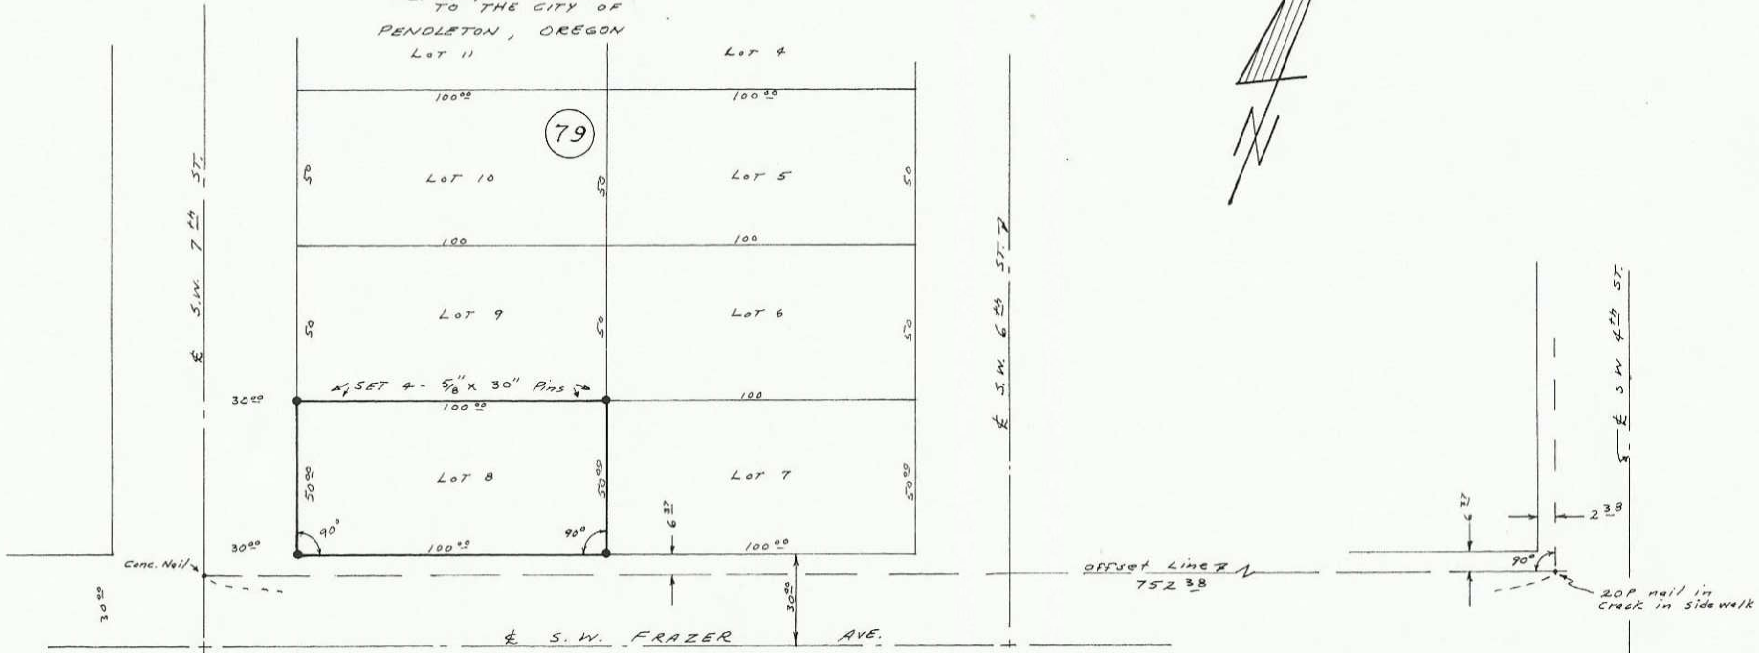 TO THE CITY OF
PENDLETON, OREGON
LOT 11
LOT 4
100 00
100 00
79
50
LOT 10
50
LOT 5
50
100
100
℄ S.W. 7th ST.
50
LOT 9
50
LOT 6
50
℄ S.W. 6th ST.
℄ SW 4th ST.
SET 4 - 5/8" x 30" Pins
30 00
100 00
100
50 00
LOT 8
50 00
LOT 7
50 00
6 37
6 37
2 38
90°
90°
30 00
100 00
100 00
90°
Conc. Nail
offset Line
752 38
20P nail in
Crack in sidewalk
30 00
30 00
℄ S.W. FRAZER AVE.
N